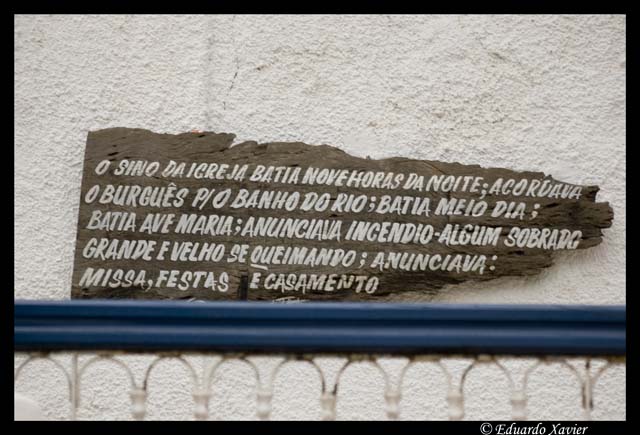 O SINO DA IGREJA BATIA NOVE HORAS DA NOITE; ACORDAVA
O BURGUÊS P/O BANHO DO RIO; BATIA MEIO DIA;
BATIA AVE MARIA; ANUNCIAVA INCENDIO-ALGUM SOBRADO
GRANDE E VELHO SE QUEIMANDO; ANUNCIAVA:
MISSA, FESTAS E CASAMENTO
© Eduardo Xavier